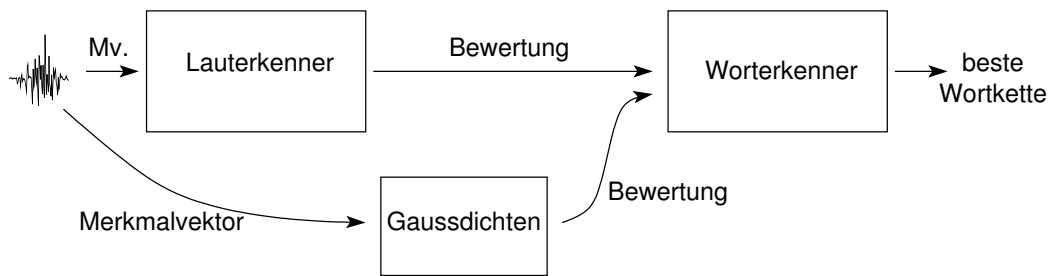 Mv.
Lauterkenner
Bewertung
Worterkenner
beste
Wortkette
Merkmalvektor
Gaussdichten
Bewertung